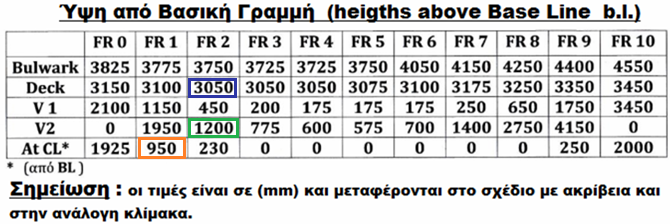 Ύψη από Βασική Γραμμή (heigths above Base Line b.l.)
FR 0 FR 1 FR 2 FR 3 FR 4 FR 5 FR 6 FR 7 FR 8 FR 9 FR 10
Bulwark 3825 3775 3750 3725 3725 3750 4050 4150 4250 4400 4550
Deck 3150 3100 3050 3050 3050 3075 3100 3175 3250 3350 3450
V 1 2100 1150 450 200 175 175 175 250 650 1750 3450
V2 0 1950 1200 775 600 575 700 1400 2750 4150 0
At CL* 1925 950 230 0 0 0 0 0 0 250 2000
* (από BL )
Σημείωση : οι τιμές είναι σε (mm) και μεταφέρονται στο σχέδιο με ακρίβεια και
στην ανάλογη κλίμακα.